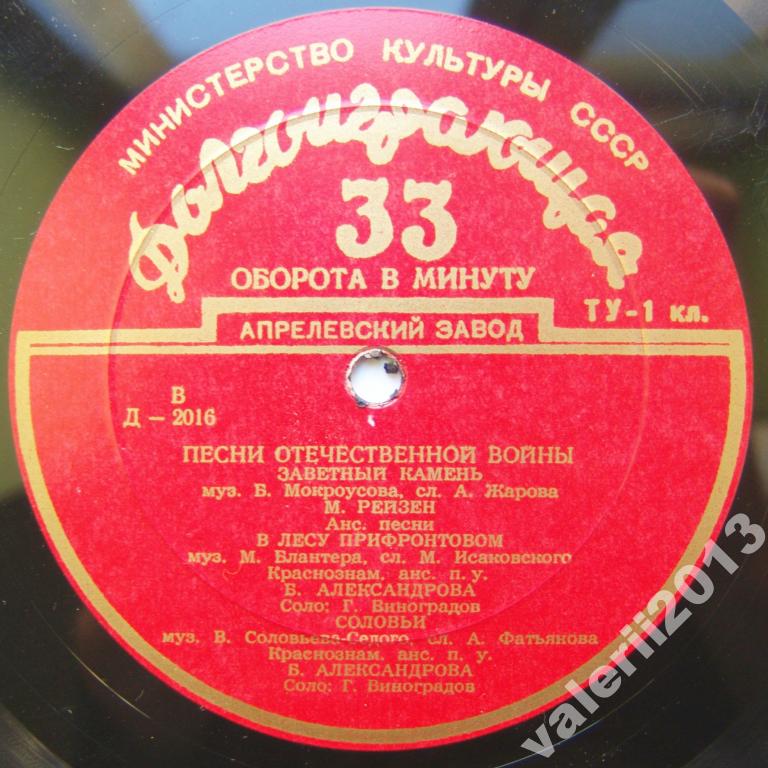 МИНИСТЕРСТВО КУЛЬТУРЫ СССР
Долгоиграющая
33
ОБОРОТА В МИНУТУ
ТУ-1 кл.
АПРЕЛЕВСКИЙ ЗАВОД
В
Д — 2016
ПЕСНИ ОТЕЧЕСТВЕННОЙ ВОЙНЫ
ЗАВЕТНЫЙ КАМЕНЬ
муз. Б. Мокроусова, сл. А. Жарова
М. РЕЙЗЕН
Анс. песни
В ЛЕСУ ПРИФРОНТОВОМ
муз. М. Блантера, сл. М. Исаковского
Краснознам. анс. п. у.
Б. АЛЕКСАНДРОВА
Соло: Г. Виноградов
СОЛОВЬИ
муз. В. Соловьева-Седого, сл. А. Фатьянова
Краснознам. анс. п. у.
Б. АЛЕКСАНДРОВА
Соло: Г. Виноградов
valerii2013